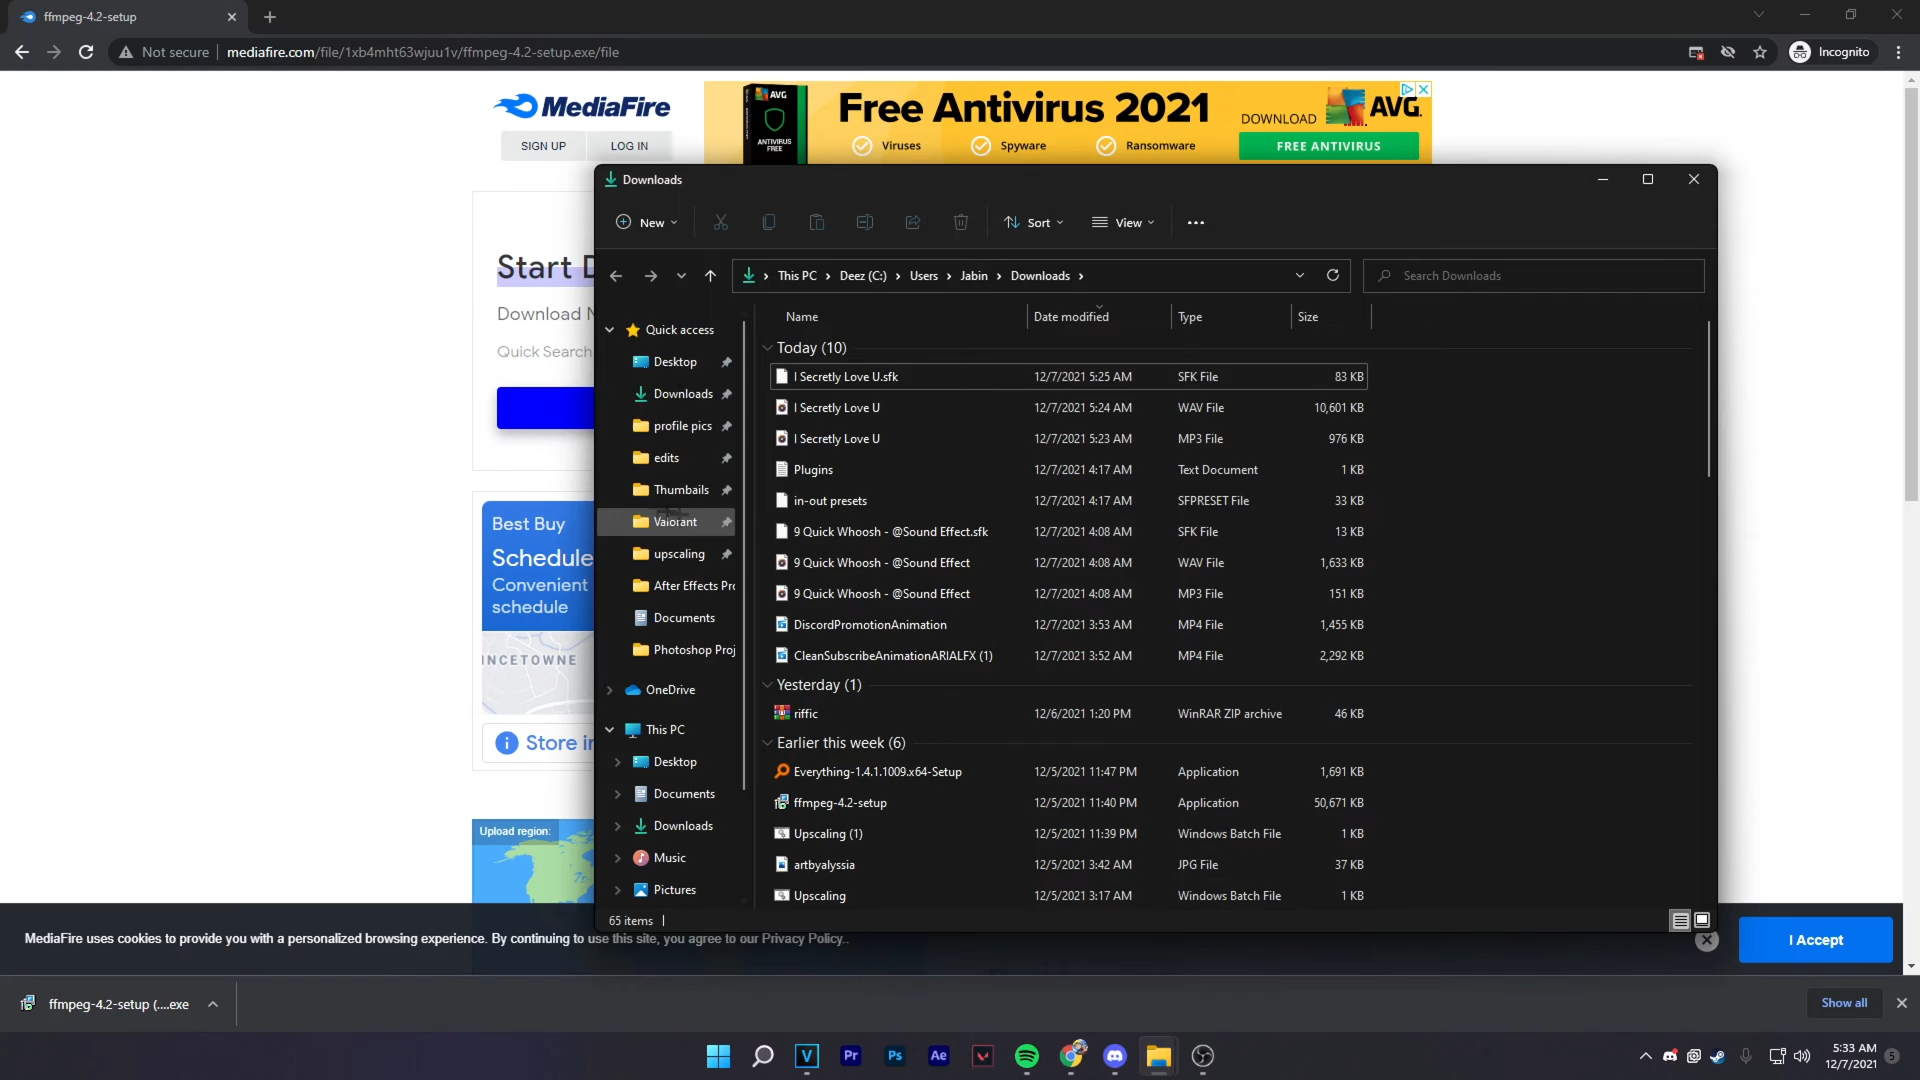 ffmpeg-4.2-setup
Not secure
mediafire.com/file/1xb4mht63wjuu1v/ffmpeg-4.2-setup.exe/file
Incognito
MediaFire
SIGN UP
LOG IN
AVG
ANTIVIRUS
FREE
Free Antivirus 2021
Viruses
Spyware
Ransomware
DOWNLOAD
AVG.
FREE ANTIVIRUS
Start D
Download N
Quick Search
Best Buy
Schedule
Convenient
schedule
INCETOWNE
Store in
Upload region:
Downloads
New
Sort
View
This PC
Deez (C:)
Users
Jabin
Downloads
Search Downloads
Quick access
Desktop
Downloads
profile pics
edits
Thumbails
Valorant
upscaling
After Effects Prc
Documents
Photoshop Proj
OneDrive
This PC
Desktop
Documents
Downloads
Music
Pictures
Name Date modified Type Size
Today (10)
I Secretly Love U.sfk 12/7/2021 5:25 AM SFK File 83 KB
I Secretly Love U 12/7/2021 5:24 AM WAV File 10,601 KB
I Secretly Love U 12/7/2021 5:23 AM MP3 File 976 KB
Plugins 12/7/2021 4:17 AM Text Document 1 KB
in-out presets 12/7/2021 4:17 AM SFPRESET File 33 KB
9 Quick Whoosh - @Sound Effect.sfk 12/7/2021 4:08 AM SFK File 13 KB
9 Quick Whoosh - @Sound Effect 12/7/2021 4:08 AM WAV File 1,633 KB
9 Quick Whoosh - @Sound Effect 12/7/2021 4:08 AM MP3 File 151 KB
DiscordPromotionAnimation 12/7/2021 3:53 AM MP4 File 1,455 KB
CleanSubscribeAnimationARIALFX (1) 12/7/2021 3:52 AM MP4 File 2,292 KB
Yesterday (1)
riffic 12/6/2021 1:20 PM WinRAR ZIP archive 46 KB
Earlier this week (6)
Everything-1.4.1.1009.x64-Setup 12/5/2021 11:47 PM Application 1,691 KB
ffmpeg-4.2-setup 12/5/2021 11:40 PM Application 50,671 KB
Upscaling (1) 12/5/2021 11:39 PM Windows Batch File 1 KB
artbyalyssia 12/5/2021 3:42 AM JPG File 37 KB
Upscaling 12/5/2021 3:17 AM Windows Batch File 1 KB
65 items
MediaFire uses cookies to provide you with a personalized browsing experience. By continuing to use this site, you agree to our Privacy Policy..
I Accept
ffmpeg-4.2-setup (....exe
Show all
V
Pr
Ps
Ae
5:33 AM
12/7/2021
5